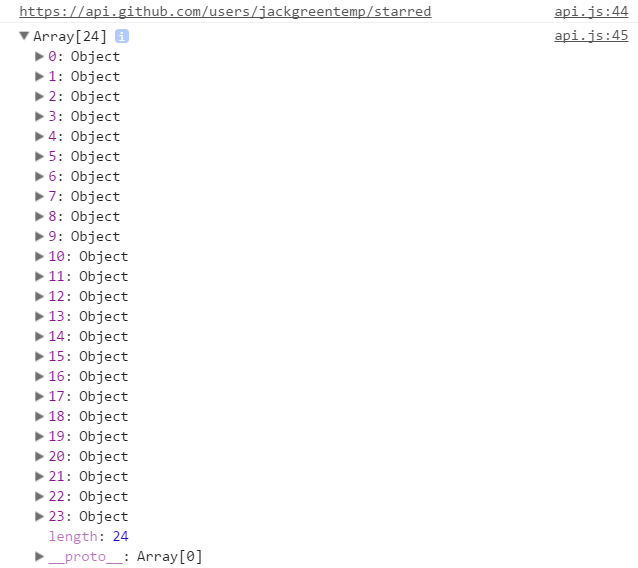 https://api.github.com/users/jackgreentemp/starred api.js:44
▼Array[24] i api.js:45
▶0: Object
▶1: Object
▶2: Object
▶3: Object
▶4: Object
▶5: Object
▶6: Object
▶7: Object
▶8: Object
▶9: Object
▶10: Object
▶11: Object
▶12: Object
▶13: Object
▶14: Object
▶15: Object
▶16: Object
▶17: Object
▶18: Object
▶19: Object
▶20: Object
▶21: Object
▶22: Object
▶23: Object
length: 24
▶__proto__: Array[0]